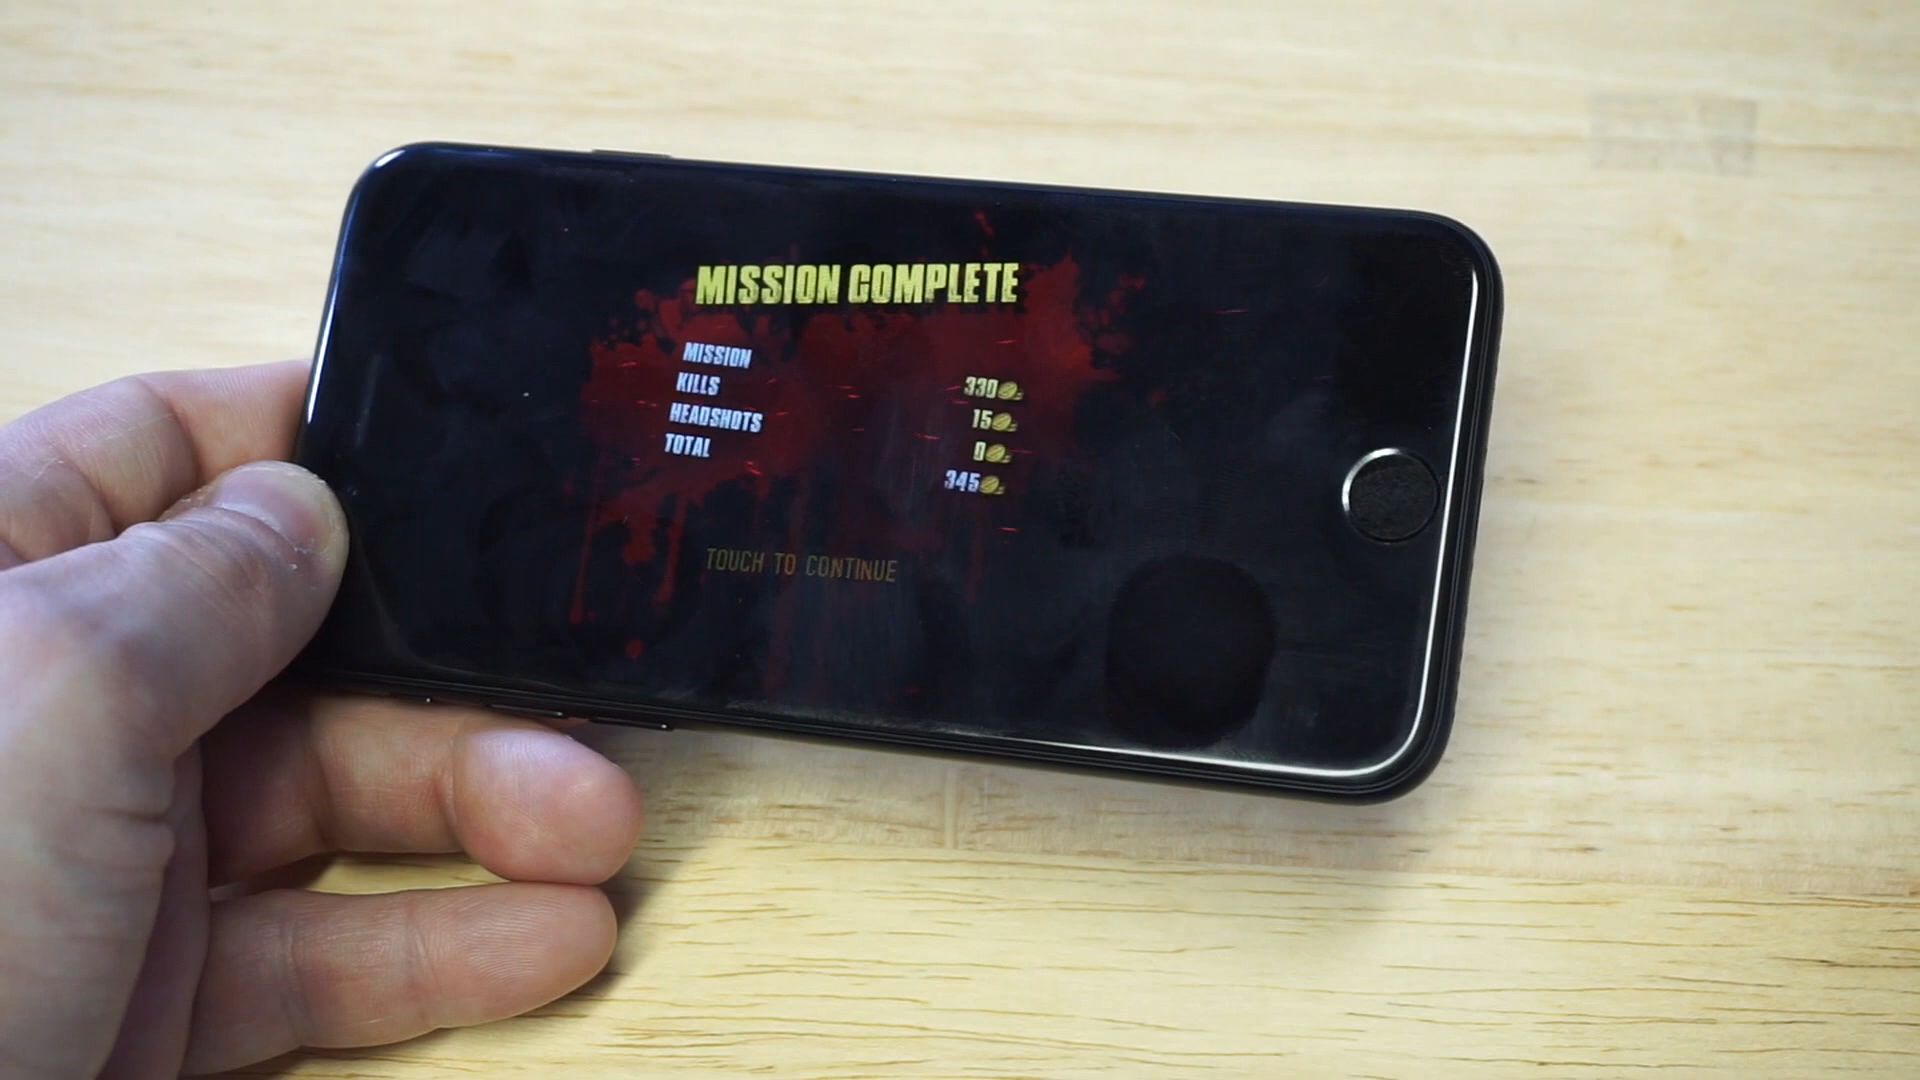 MISSION COMPLETE
MISSION 330
KILLS 15
HEADSHOTS 0
TOTAL 345
TOUCH TO CONTINUE